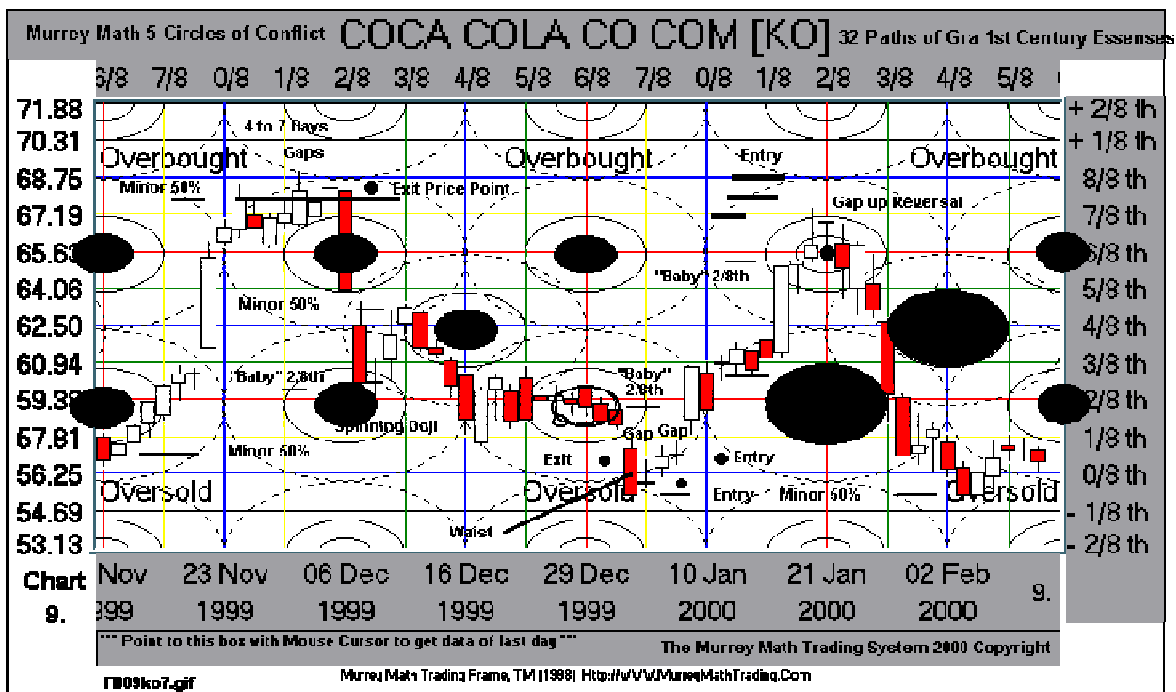 Murrey Math 5 Circles of Conflict COCA COLA CO COM [KO] 32 Paths of Gra 1st Century Essenses
6/8 7/8 0/8 1/8 2/8 3/8 4/8 5/8 6/8 7/8 0/8 1/8 2/8 3/8 4/8 5/8
71.88 + 2/8 th
4 to 7 Days
70.31 + 1/8 th
Overbought Gaps Overbought Entry Overbought
68.75 8/8 th
Minor 50% Exit Price Point
67.19 Gap up Reversal 7/8 th
65.63 6/8 th
"Baby" 2/8th
64.06 5/8 th
Minor 50%
62.50 4/8 th
60.94 3/8 th
"Baby" 2/8th "Baby"
2/8th
59.37 2/8 th
Spinning Doji
67.81 Gap Gap 1/8 th
Minor 50% Exit Entry
56.25 0/8 th
Oversold Oversold Entry Minor 50% Oversold
54.69 - 1/8 th
Waist
53.13 - 2/8 th
Chart Nov 23 Nov 06 Dec 16 Dec 29 Dec 10 Jan 21 Jan 02 Feb
9. 999 1999 1999 1999 1999 2000 2000 2000 9.
*** Point to this box with Mouse Cursor to get data of last day ***
The Murrey Math Trading System 2000 Copyright
Murrey Math Trading Frame, TM (1998) Http://WWW.MurreyMathTrading.Com